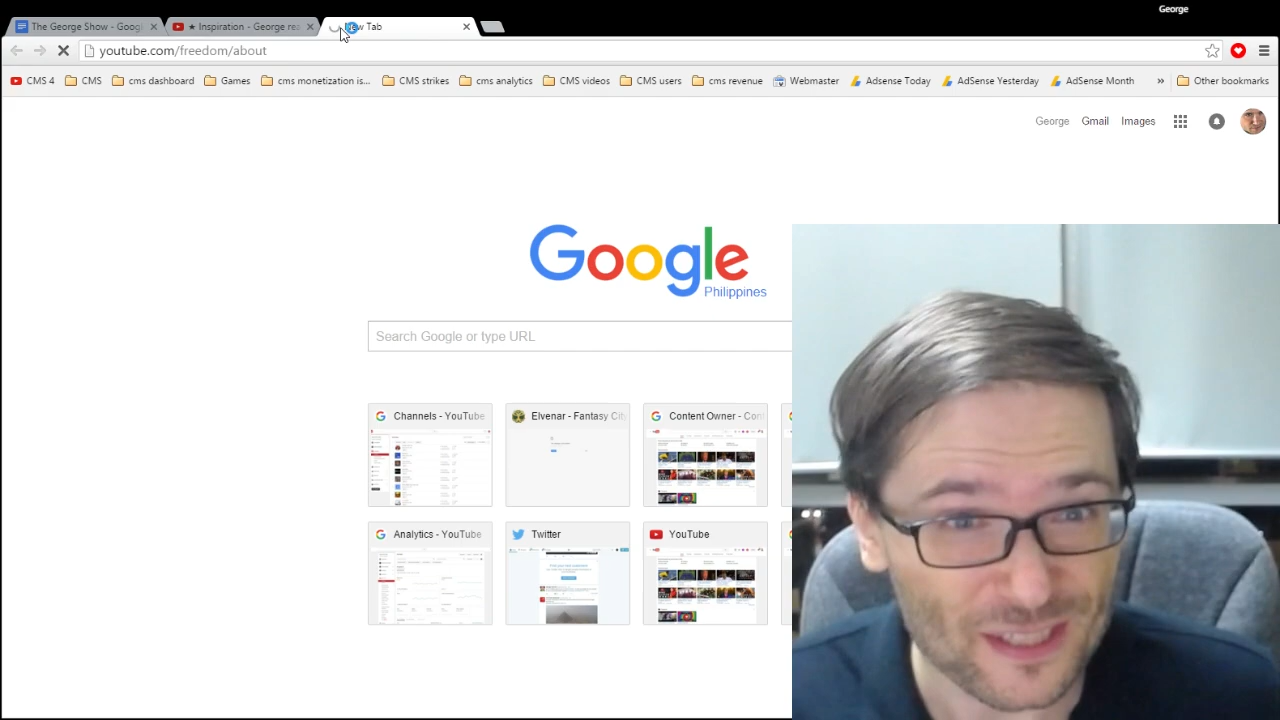 George
The George Show - Goog
★ Inspiration - George rea
New Tab
youtube.com/freedom/about
CMS 4 CMS cms dashboard Games cms monetization is... CMS strikes cms analytics CMS videos CMS users cms revenue Webmaster AdSense Today AdSense Yesterday AdSense Month » Other bookmarks
George Gmail Images
Google
Philippines
Search Google or type URL
Channels - YouTube
Elvenar - Fantasy City
Content Owner - Con
Analytics - YouTube
Twitter
YouTube